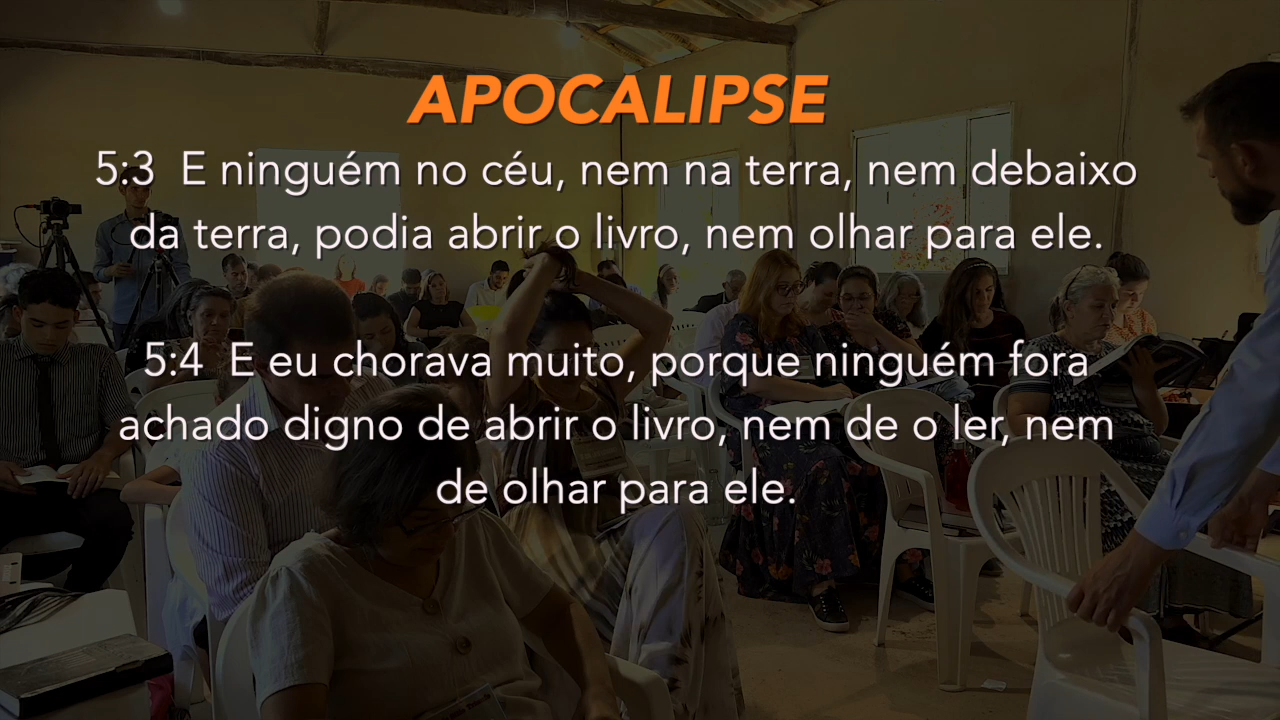 APOCALIPSE
5:3 E ninguém no céu, nem na terra, nem debaixo
da terra, podia abrir o livro, nem olhar para ele.
5:4 E eu chorava muito, porque ninguém fora
achado digno de abrir o livro, nem de o ler, nem
de olhar para ele.